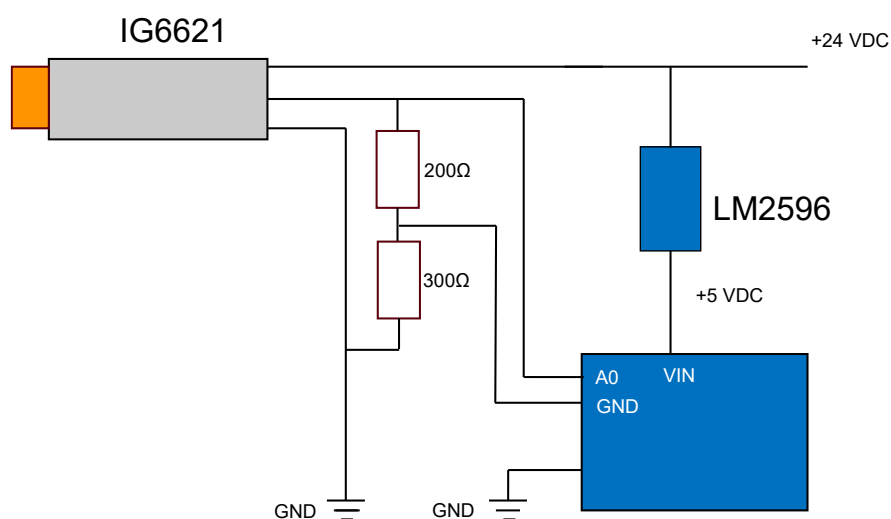 IG6621
+24 VDC
200Ω
LM2596
300Ω
+5 VDC
A0
VIN
GND
GND
GND